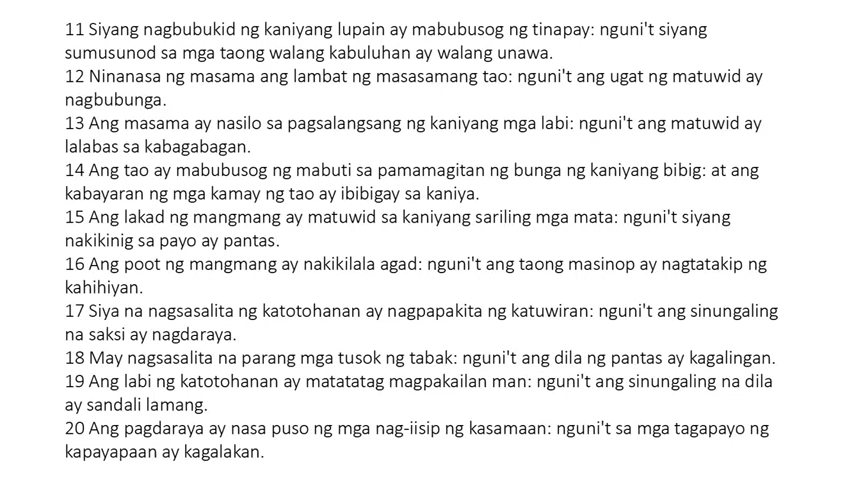 11 Siyang nagbubukid ng kaniyang lupain ay mabubusog ng tinapay: nguni't siyang
sumusunod sa mga taong walang kabuluhan ay walang unawa.
12 Ninanasa ng masama ang lambat ng masasamang tao: nguni't ang ugat ng matuwid ay
nagbubunga.
13 Ang masama ay nasilo sa pagsalangsang ng kaniyang mga labi: nguni't ang matuwid ay
lalabas sa kabagabagan.
14 Ang tao ay mabubusog ng mabuti sa pamamagitan ng bunga ng kaniyang bibig: at ang
kabayaran ng mga kamay ng tao ay ibibigay sa kaniya.
15 Ang lakad ng mangmang ay matuwid sa kaniyang sariling mga mata: nguni't siyang
nakikinig sa payo ay pantas.
16 Ang poot ng mangmang ay nakikilala agad: nguni't ang taong masinop ay nagtatakip ng
kahihiyan.
17 Siya na nagsasalita ng katotohanan ay nagpapakita ng katuwiran: nguni't ang sinungaling
na saksi ay nagdaraya.
18 May nagsasalita na parang mga tusok ng tabak: nguni't ang dila ng pantas ay kagalingan.
19 Ang labi ng katotohanan ay matatatag magpakailan man: nguni't ang sinungaling na dila
ay sandali lamang.
20 Ang pagdaraya ay nasa puso ng mga nag-iisip ng kasamaan: nguni't sa mga tagapayo ng
kapayapaan ay kagalakan.